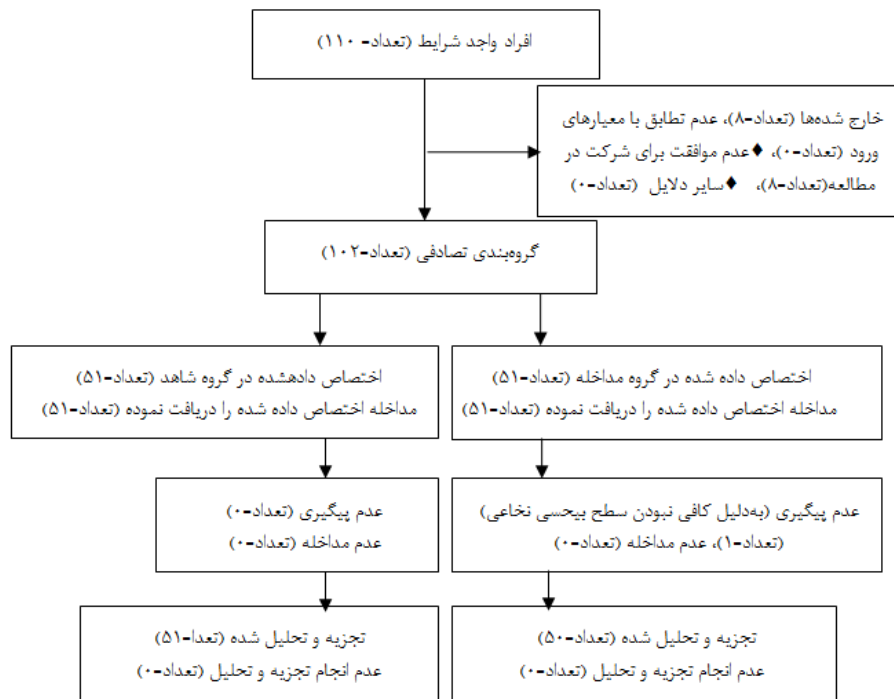 افراد واجد شرایط (تعداد- ۱۱۰)
خارج شده‌ها (تعداد-۸)، عدم تطابق با معیارهای
ورود (تعداد-۰)، ♦عدم موافقت برای شرکت در
مطالعه(تعداد-۸)، ♦سایر دلایل (تعداد-۰)
گروه‌بندی تصادفی (تعداد-۱۰۲)
اختصاص داده شده در گروه مداخله (تعداد-۵۱)
مداخله اختصاص داده شده را دریافت نموده (تعداد-۵۱)
اختصاص دادهشده در گروه شاهد (تعداد-۵۱)
مداخله اختصاص داده شده را دریافت نموده (تعداد-۵۱)
عدم پیگیری (به‌دلیل کافی نبودن سطح بیحسی نخاعی)
(تعداد-۱)، عدم مداخله (تعداد-۰)
عدم پیگیری (تعداد-۰)
عدم مداخله (تعداد-۰)
تجزیه و تحلیل شده (تعداد-۵۰)
عدم انجام تجزیه و تحلیل (تعداد-۰)
تجزیه و تحلیل شده (تعدا-۵۱)
عدم انجام تجزیه و تحلیل (تعداد-۰)